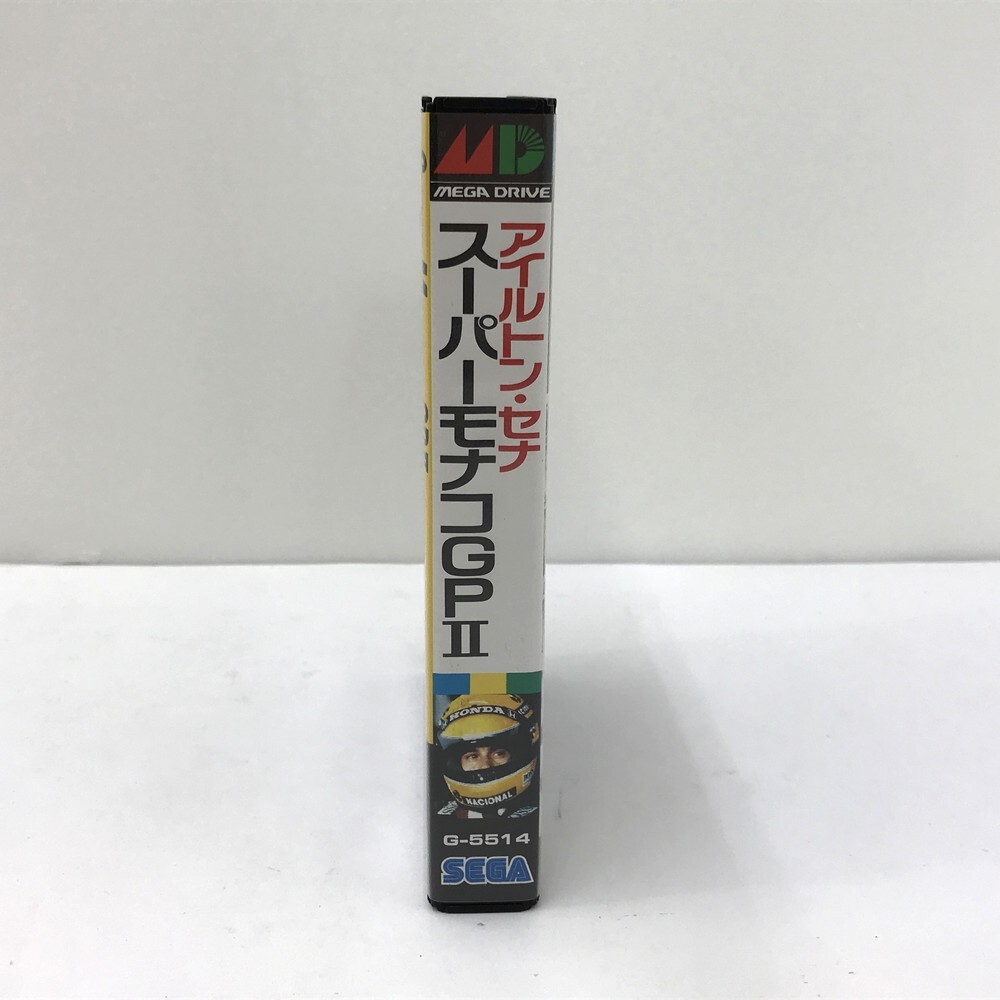 MD
MEGA DRIVE
アイルトン・セナ
スーパーモナコGPⅡ
HONDA
NACIONAL
G-5514
SEGA